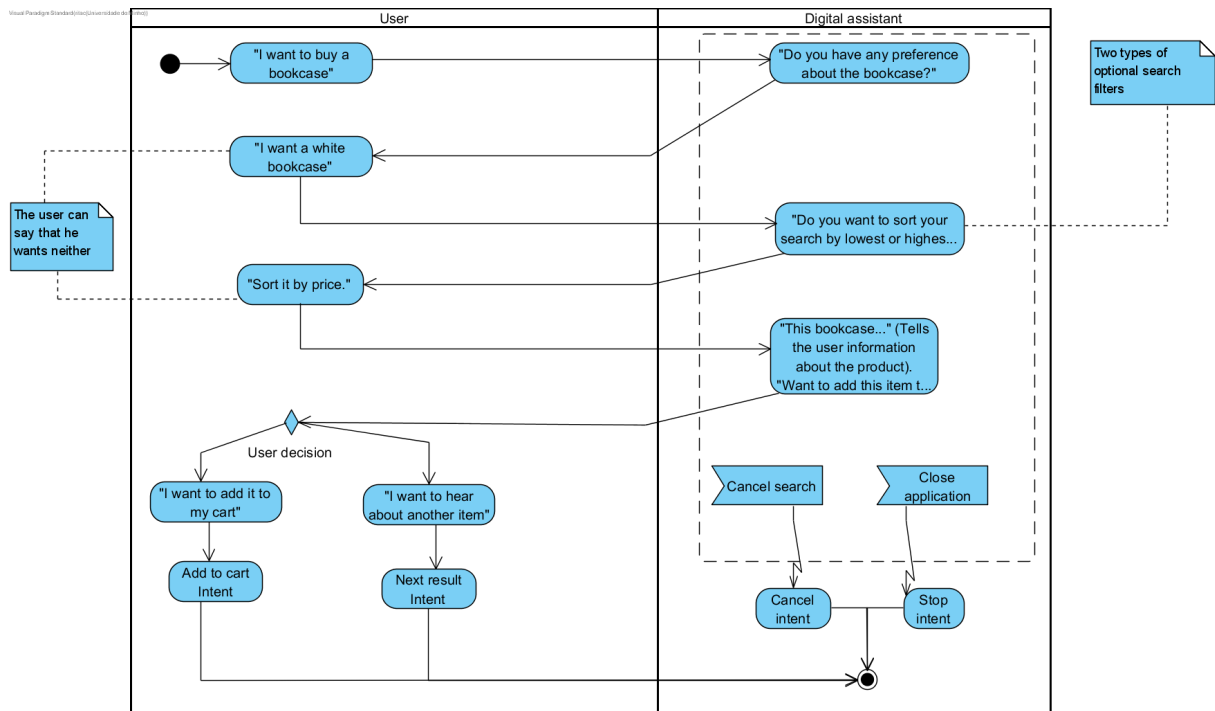 User
Digital assistant
"I want to buy a
bookcase"
"Do you have any preference
about the bookcase?"
Two types of
optional search
filters
"I want a white
bookcase"
The user can
say that he
wants neither
"Do you want to sort your
search by lowest or highes...
"Sort it by price."
"This bookcase..." (Tells
the user information
about the product).
"Want to add this item t...
User decision
"I want to add it to
my cart"
"I want to hear
about another item"
Cancel search
Close
application
Add to cart
Intent
Next result
Intent
Cancel
intent
Stop
intent